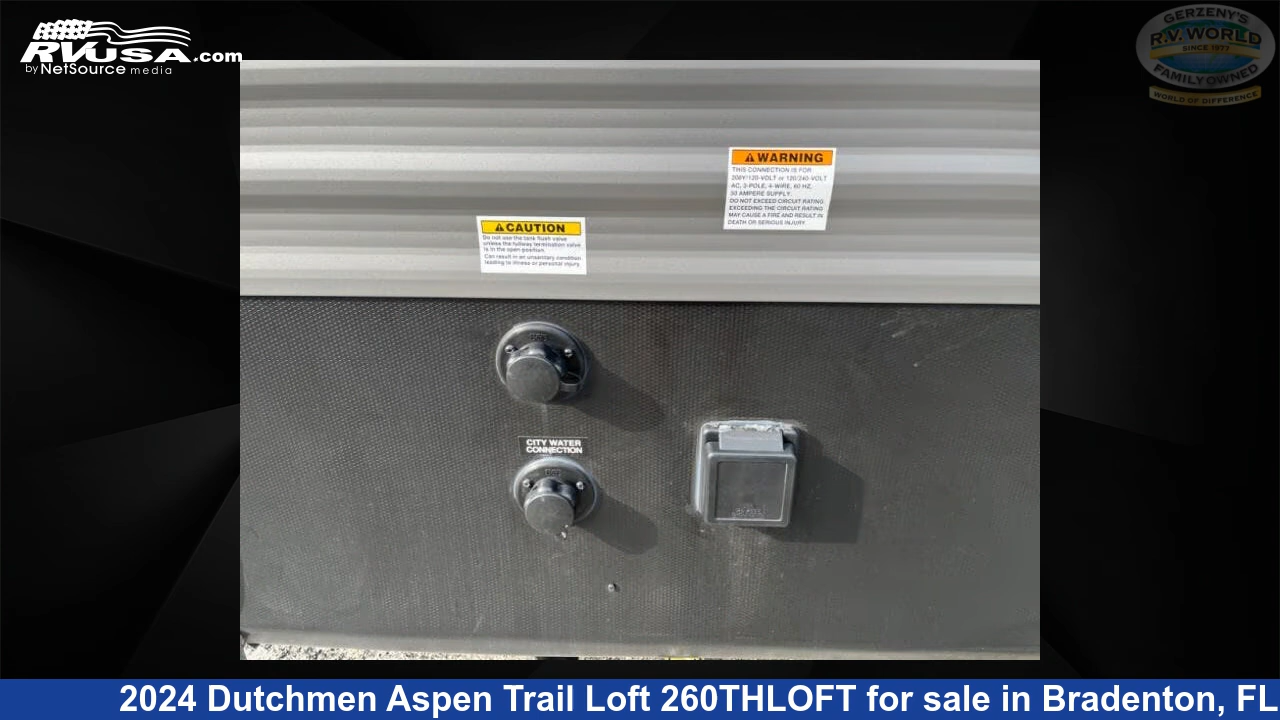 RVUSA.com
by NetSource media
GERZENY'S
R.V. WORLD
SINCE 1977
FAMILY OWNED
WORLD OF DIFFERENCE
WARNING
THIS CONNECTION IS FOR
208Y/120-VOLT or 120/240-VOLT
AC, 3-POLE, 4-WIRE, 60 HZ,
50 AMPERE SUPPLY.
DO NOT EXCEED CIRCUIT RATING.
EXCEEDING THE CIRCUIT RATING
MAY CAUSE A FIRE AND RESULT IN
DEATH OR SERIOUS INJURY.
CAUTION
Do not use the tank flush valve
unless the hollway termination valve
is in the open position.
Can result in an unsanitary condition
leading to illness or personal injury.
CITY WATER
CONNECTION
2024 Dutchmen Aspen Trail Loft 260THLOFT for sale in Bradenton, FL